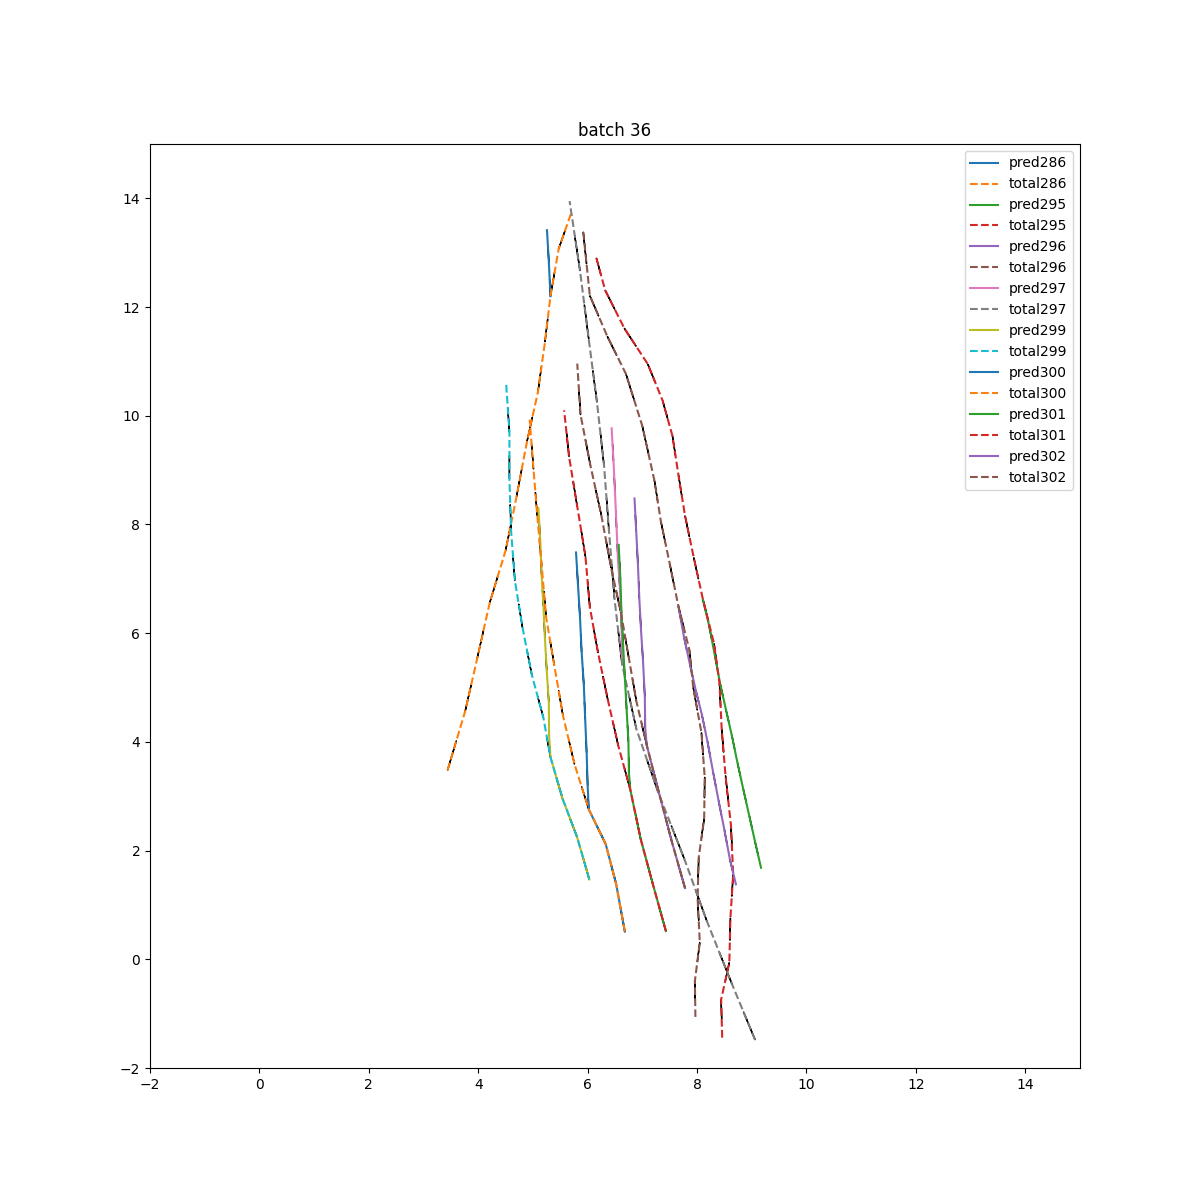 batch 36
pred286
total286
pred295
total295
pred296
total296
pred297
total297
pred299
total299
pred300
total300
pred301
total301
pred302
total302
14
12
10
8
6
4
2
0
−2
−2 0 2 4 6 8 10 12 14